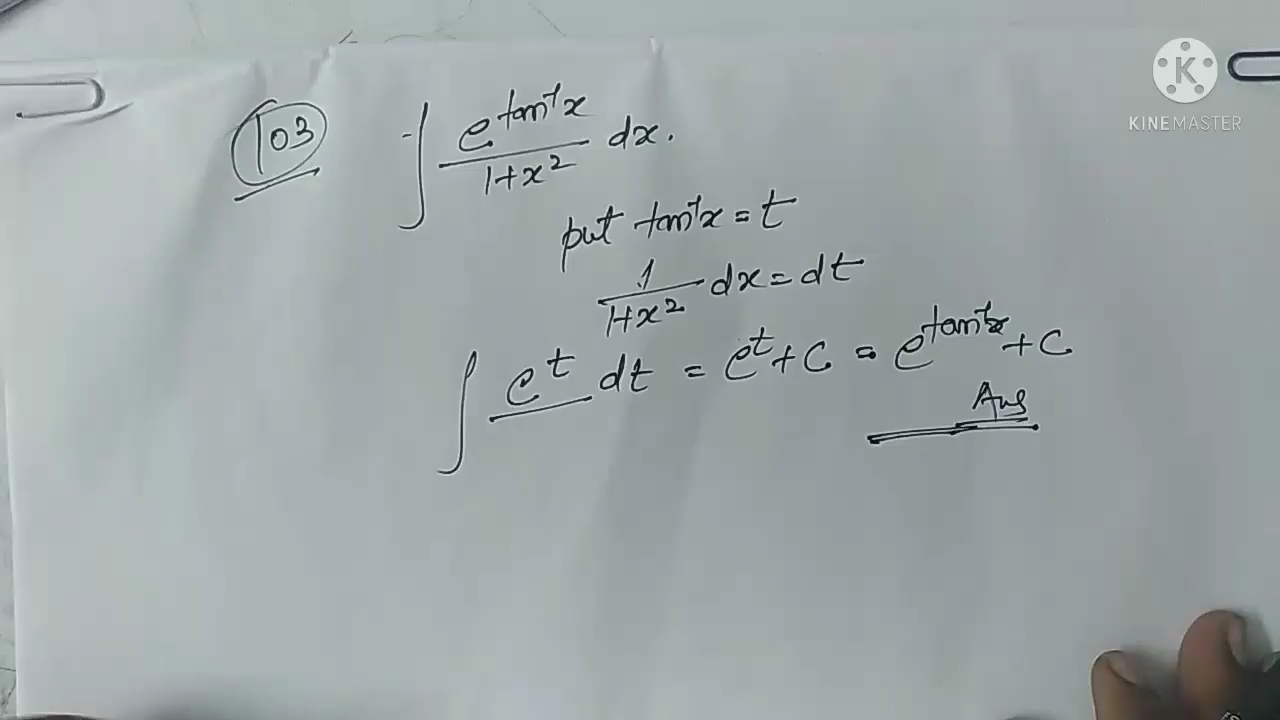 103 ∫ e^(tan⁻¹x) / (1+x²) dx.
K
KINEMASTER
put tan⁻¹x = t
1/(1+x²) dx = dt
∫ e^t dt = e^t + C = e^(tan⁻¹x) + C
Ans